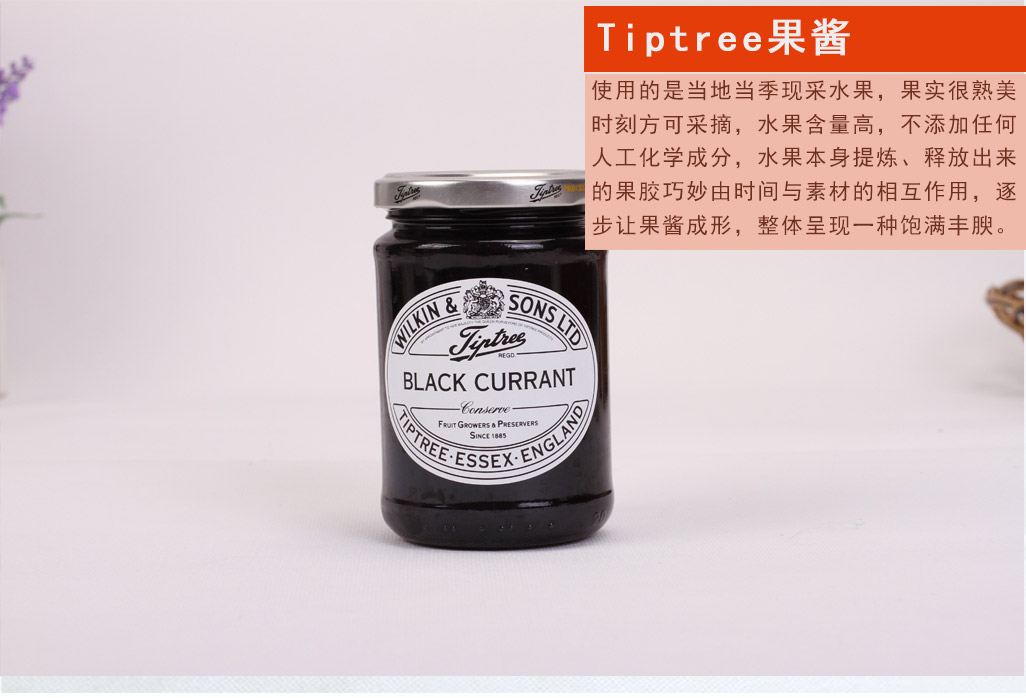 Tiptree果酱
使用的是当地当季现采水果，果实很熟美
时刻方可采摘，水果含量高，不添加任何
人工化学成分，水果本身提炼、释放出来
的果胶巧妙由时间与素材的相互作用，逐
步让果酱成形，整体呈现一种饱满丰腴。
Tiptree
Tiptree
WILKIN & SONS LTD
Tiptree
REGD.
BLACK CURRANT
Conserve
FRUIT GROWERS & PRESERVERS
SINCE 1885
TIPTREE·ESSEX·ENGLAND